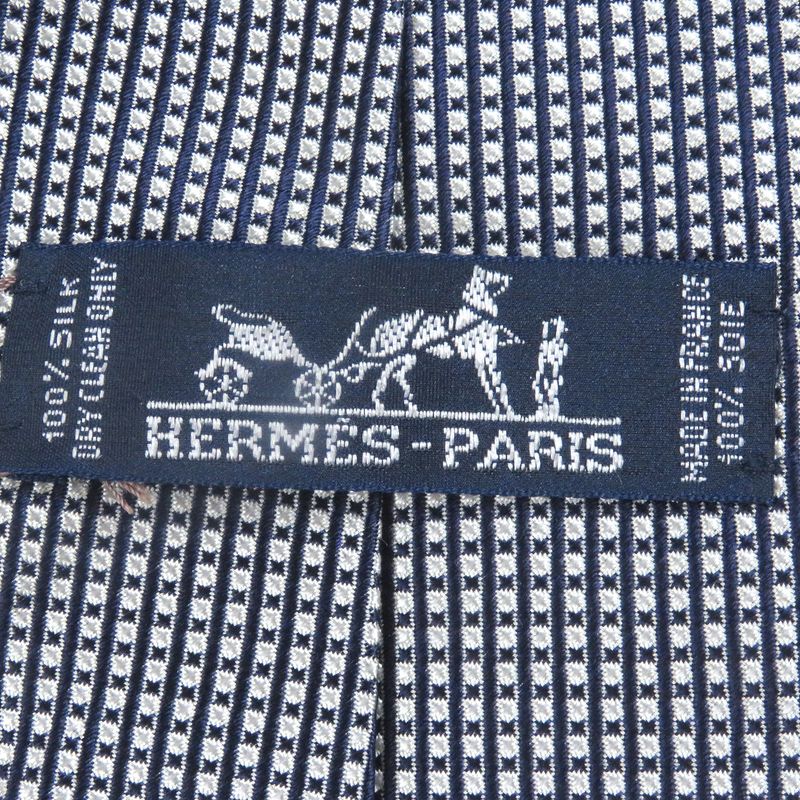 100% SILK
DRY CLEAN ONLY
HERMÈS-PARIS
MADE IN FRANCE
100% SOIE